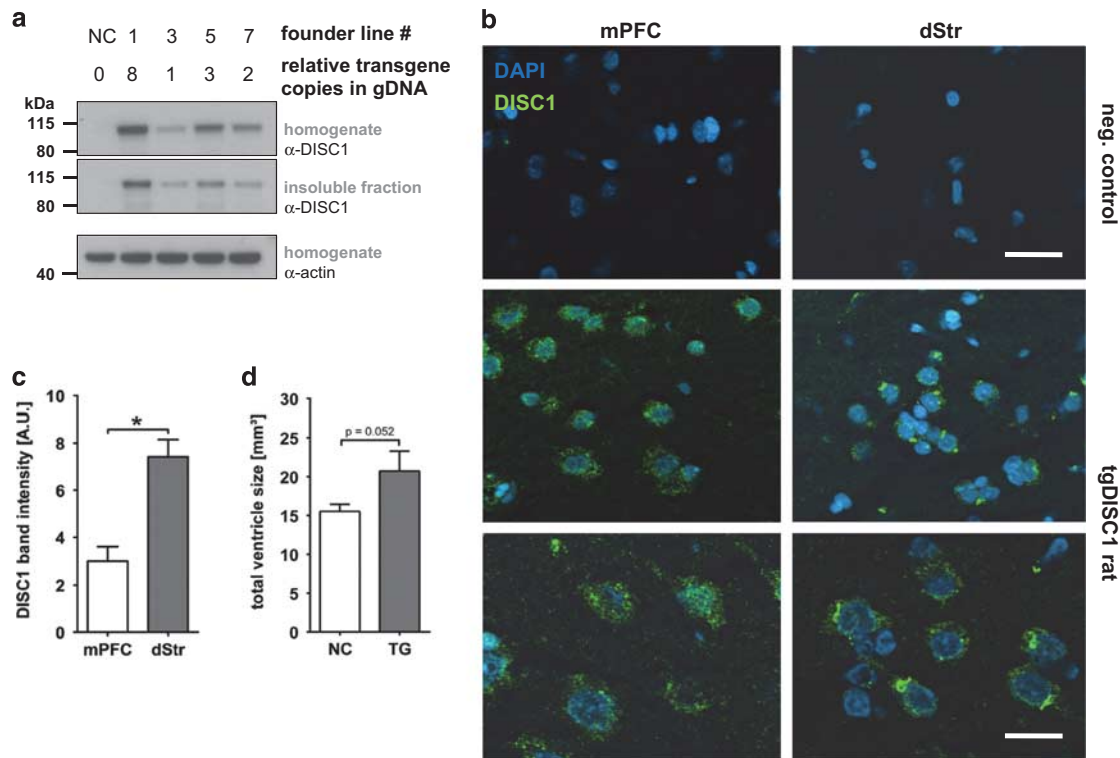 a
NC 1 3 5 7 founder line #
0 8 1 3 2 relative transgene
copies in gDNA
kDa
115
80
homogenate
α-DISC1
115
80
insoluble fraction
α-DISC1
40
homogenate
α-actin
b
mPFC dStr
DAPI
DISC1
neg. control
tgDISC1 rat
c
DISC1 band intensity [A.U.]
10
8
6
4
2
0
*
mPFC dStr
d
total ventricle size [mm³]
30
25
20
15
10
5
0
p = 0.052
NC TG